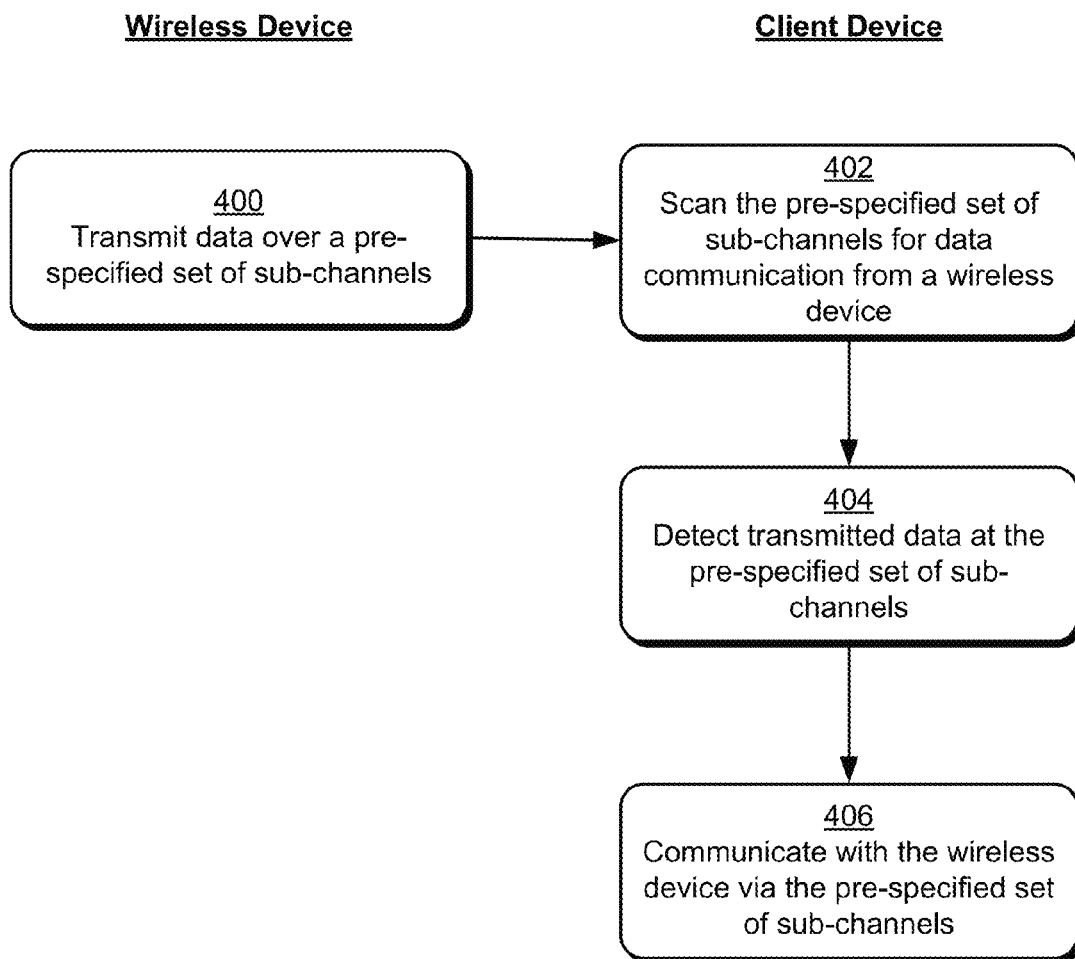 Wireless Device
Client Device
400
Transmit data over a pre-
specified set of sub-channels
402
Scan the pre-specified set of
sub-channels for data
communication from a wireless
device
404
Detect transmitted data at the
pre-specified set of sub-
channels
406
Communicate with the wireless
device via the pre-specified set
of sub-channels